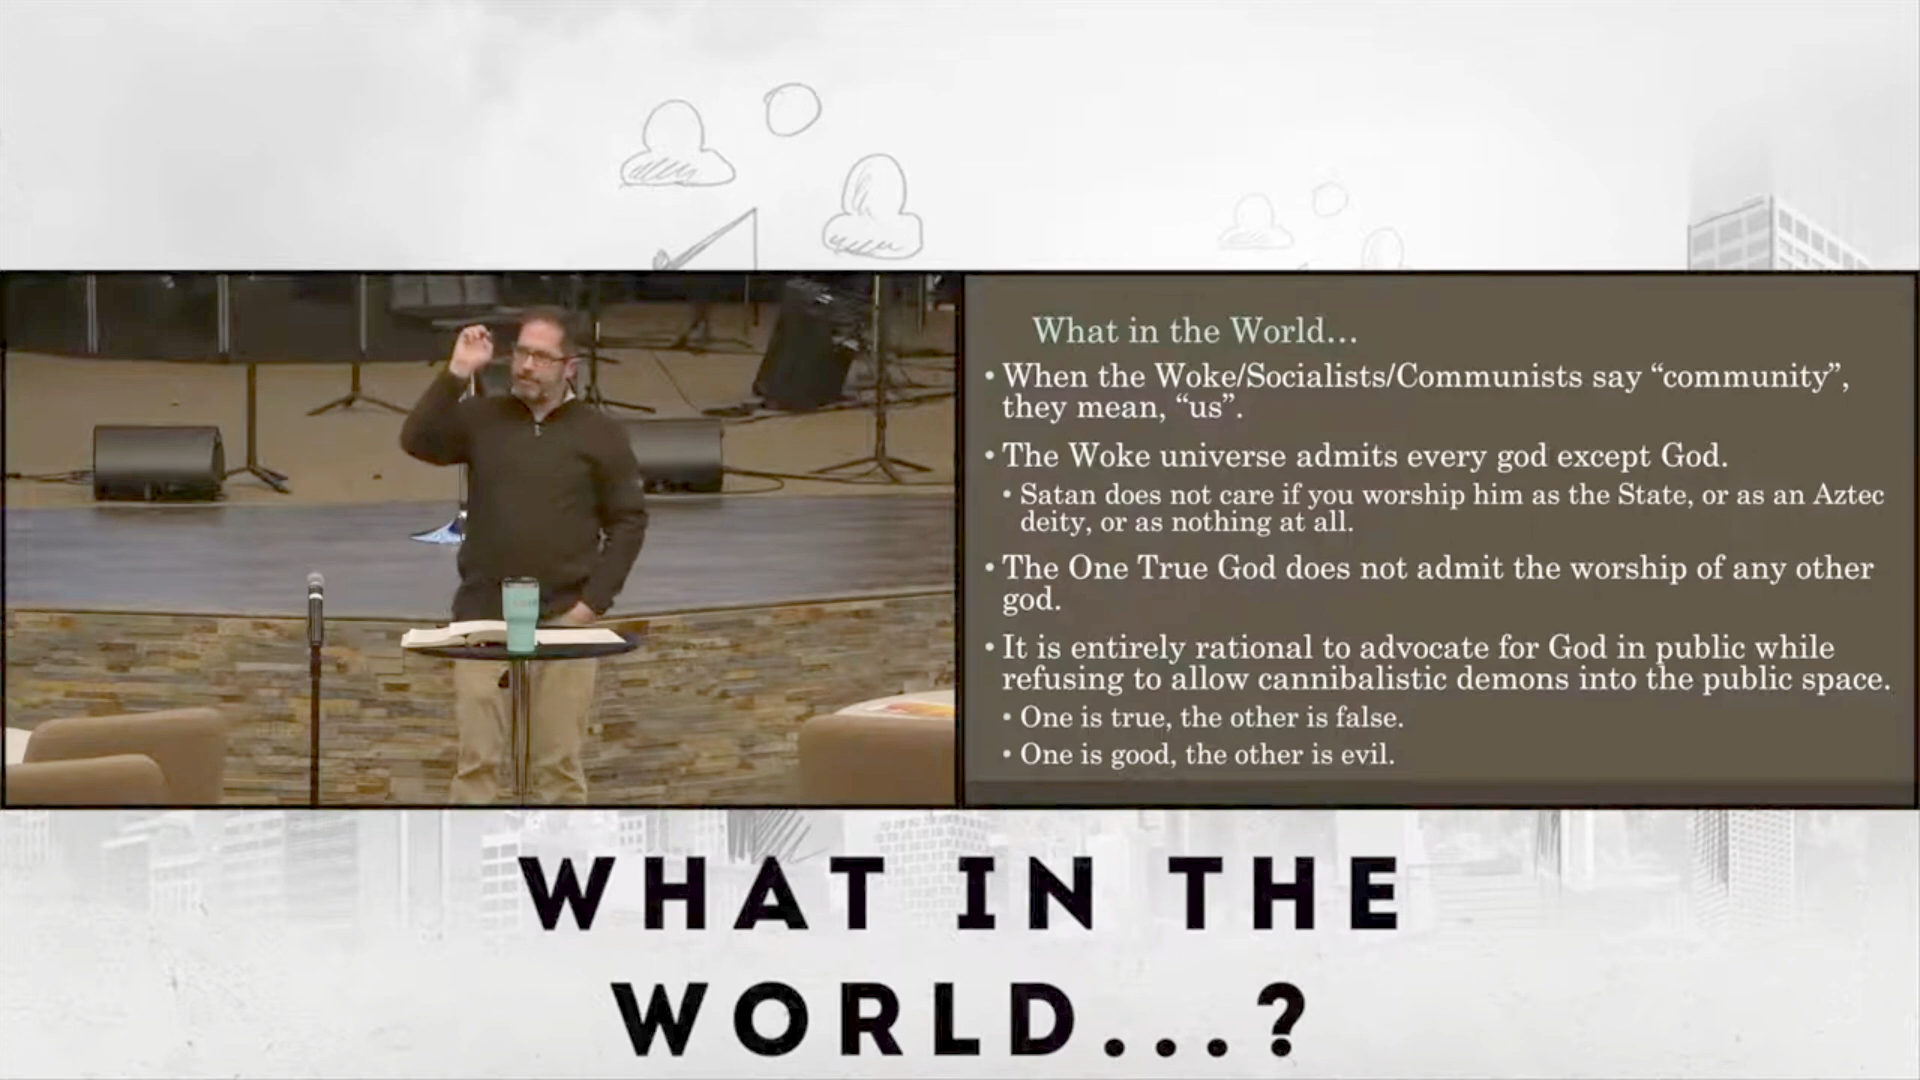 What in the World...
• When the Woke/Socialists/Communists say “community”,
they mean, “us”.
• The Woke universe admits every god except God.
• Satan does not care if you worship him as the State, or as an Aztec
deity, or as nothing at all.
• The One True God does not admit the worship of any other
god.
• It is entirely rational to advocate for God in public while
refusing to allow cannibalistic demons into the public space.
• One is true, the other is false.
• One is good, the other is evil.
WHAT IN THE
WORLD...?